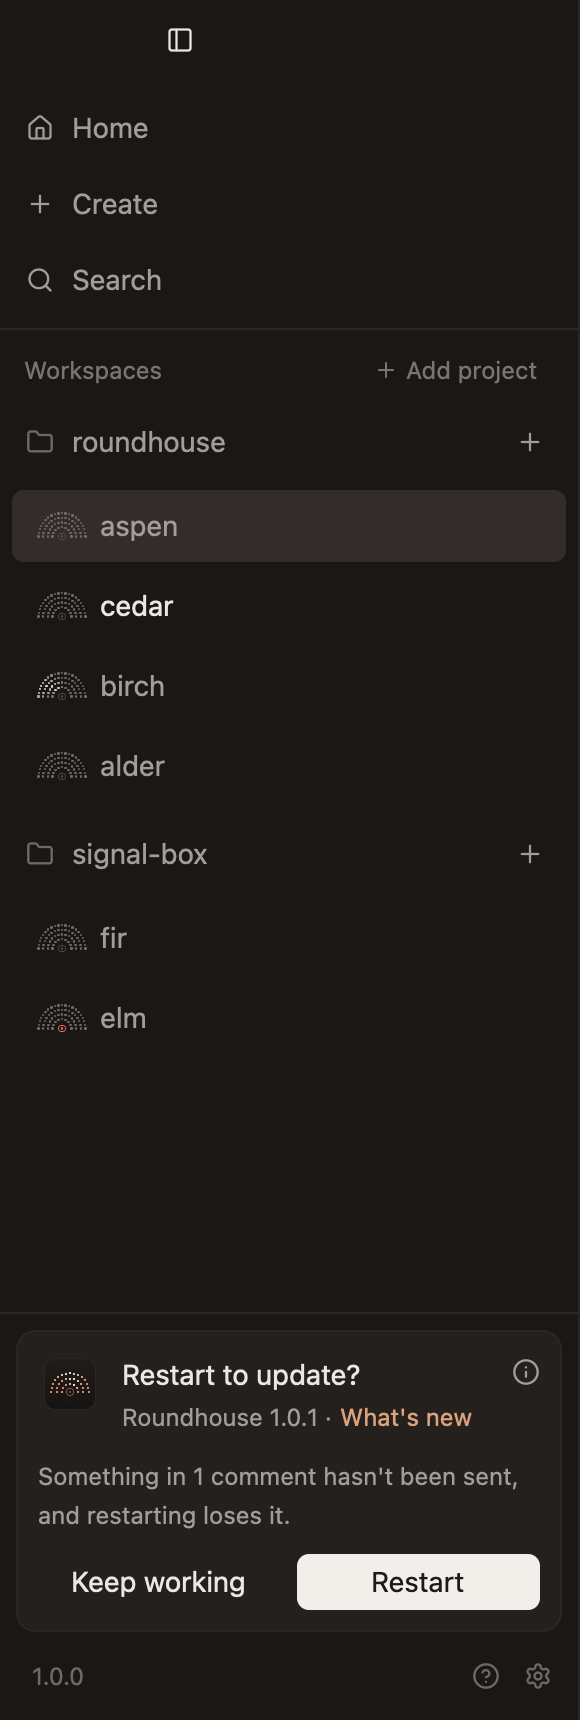 Home
Create
Search
Workspaces
Add project
roundhouse
aspen
cedar
birch
alder
signal-box
fir
elm
Restart to update?
Roundhouse 1.0.1 · What's new
Something in 1 comment hasn't been sent,
and restarting loses it.
Keep working
Restart
1.0.0